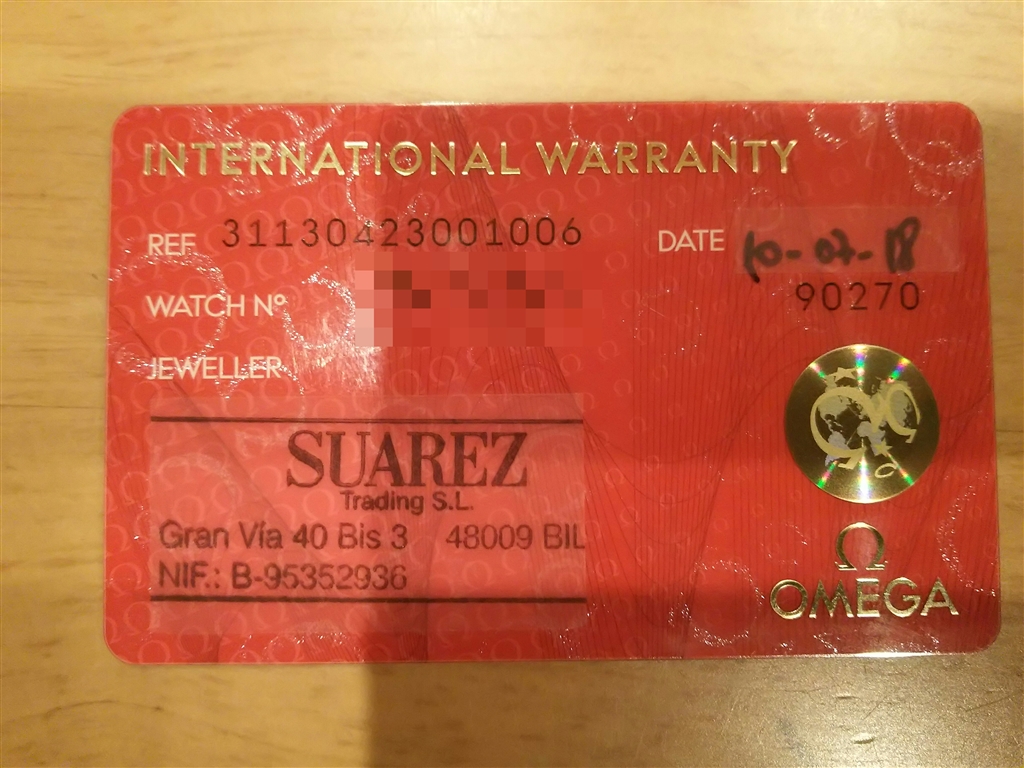 INTERNATIONAL WARRANTY
REF 31130423001006 DATE 10-07-18
90270
WATCH Nº
JEWELLER
SUAREZ
Trading S.L.
Gran Vía 40 Bis 3 48009 BIL
NIF.: B-95352936
Ω
OMEGA